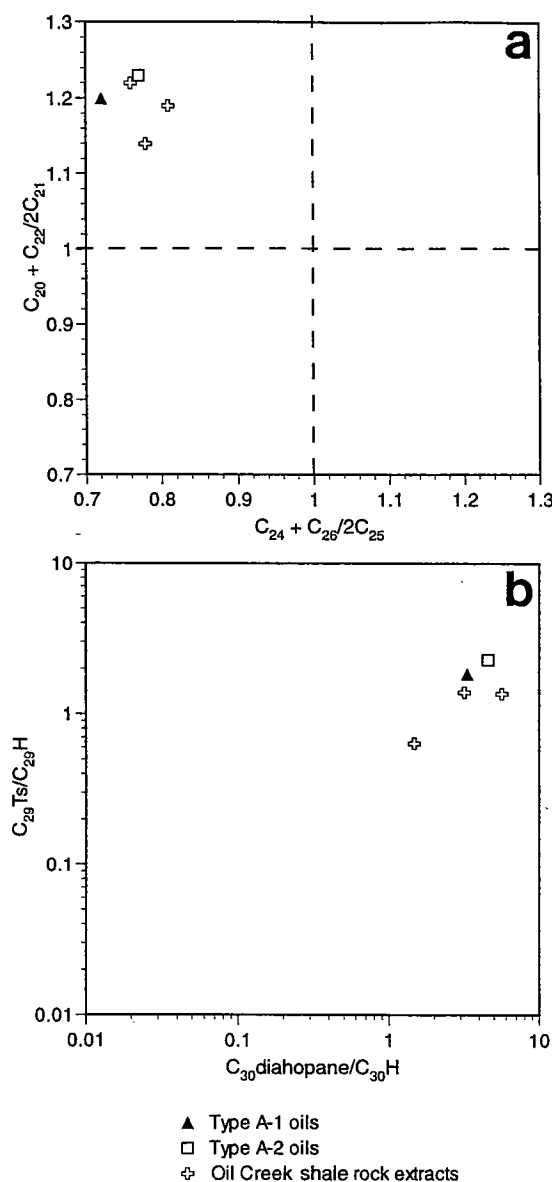 a
1.3
1.2
1.1
1
0.9
0.8
0.7
C20 + C22/2C21
0.7 0.8 0.9 1 1.1 1.2 1.3
C24 + C26/2C25
b
10
1
0.1
0.01
C29Ts/C29H
0.01 0.1 1 10
C30diahopane/C30H
Type A-1 oils
Type A-2 oils
Oil Creek shale rock extracts